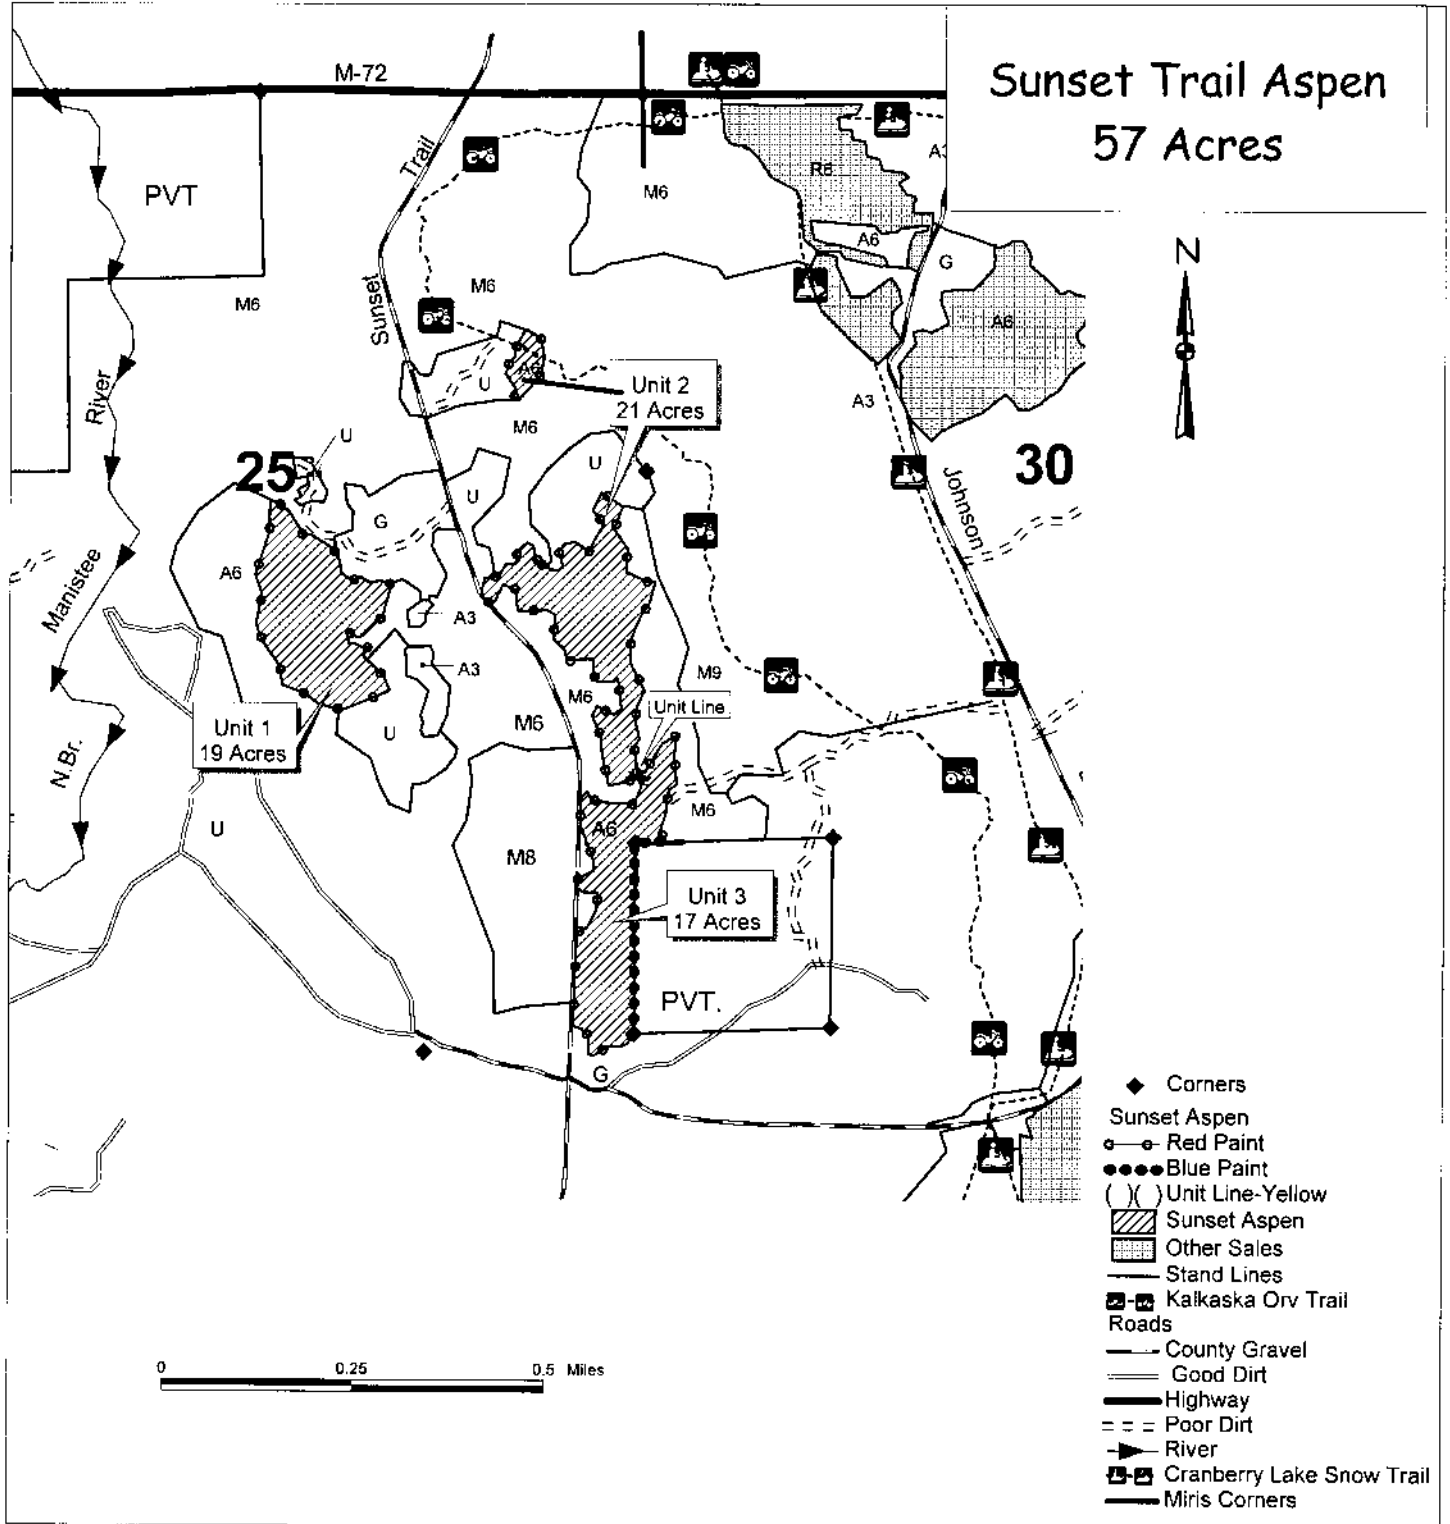 Sunset Trail Aspen
57 Acres
M-72
Trail
PVT
R6
A3
M6
A6
G
N
Sunset
M6
M6
A6
River
A6
U
Unit 2
21 Acres
A3
M6
U
25
U
30
U
G
Johnson
A6
Manistee
A3
A3
M9
M6
Unit Line
Unit 1
19 Acres
M6
U
N.Br.
M6
U
A6
M8
Unit 3
17 Acres
PVT.
G
Corners
Sunset Aspen
Red Paint
Blue Paint
( )( ) Unit Line-Yellow
Sunset Aspen
Other Sales
Stand Lines
Kalkaska Orv Trail
Roads
County Gravel
Good Dirt
Highway
Poor Dirt
River
Cranberry Lake Snow Trail
Miris Corners
0 0.25 0.5 Miles